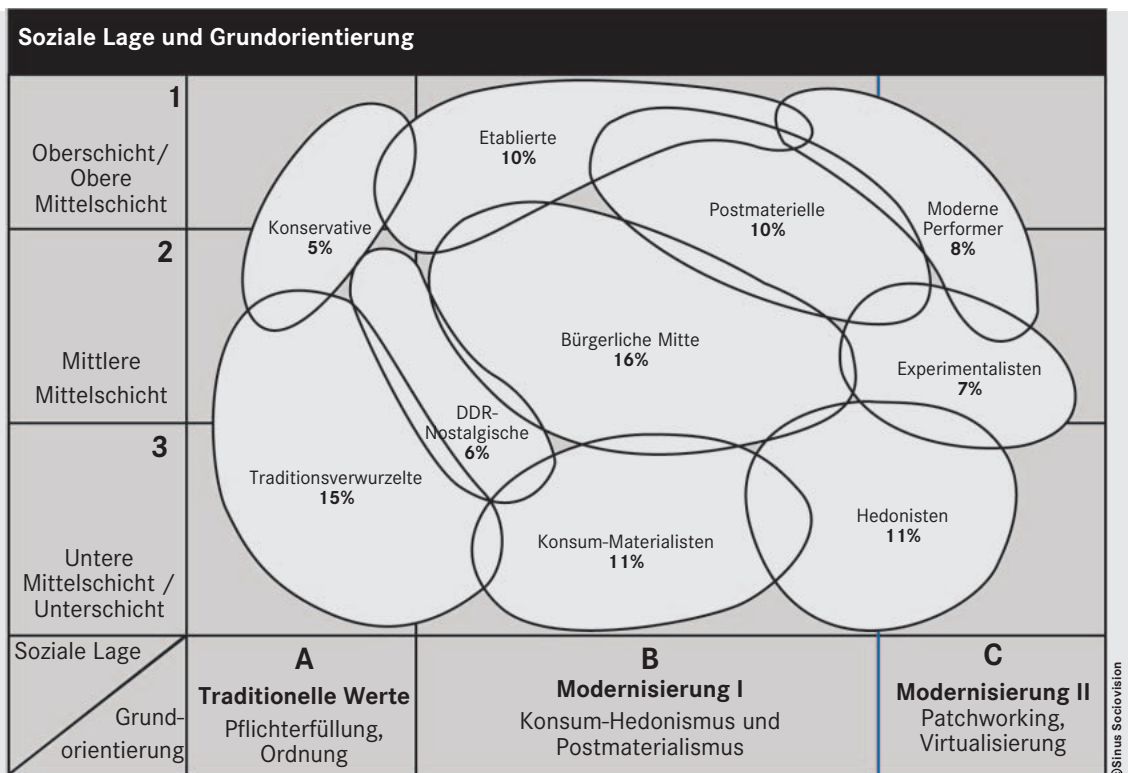 Soziale Lage und Grundorientierung
1
Oberschicht/
Obere
Mittelschicht
2
Mittlere
Mittelschicht
3
Untere
Mittelschicht /
Unterschicht
Konservative
5%
Etablierte
10%
Postmaterielle
10%
Moderne
Performer
8%
Bürgerliche Mitte
16%
Experimentalisten
7%
DDR-
Nostalgische
6%
Traditionsverwurzelte
15%
Konsum-Materialisten
11%
Hedonisten
11%
Soziale Lage
Grund-
orientierung
A
Traditionelle Werte
Pflichterfüllung,
Ordnung
B
Modernisierung I
Konsum-Hedonismus und
Postmaterialismus
C
Modernisierung II
Patchworking,
Virtualisierung
©Sinus Sociovision